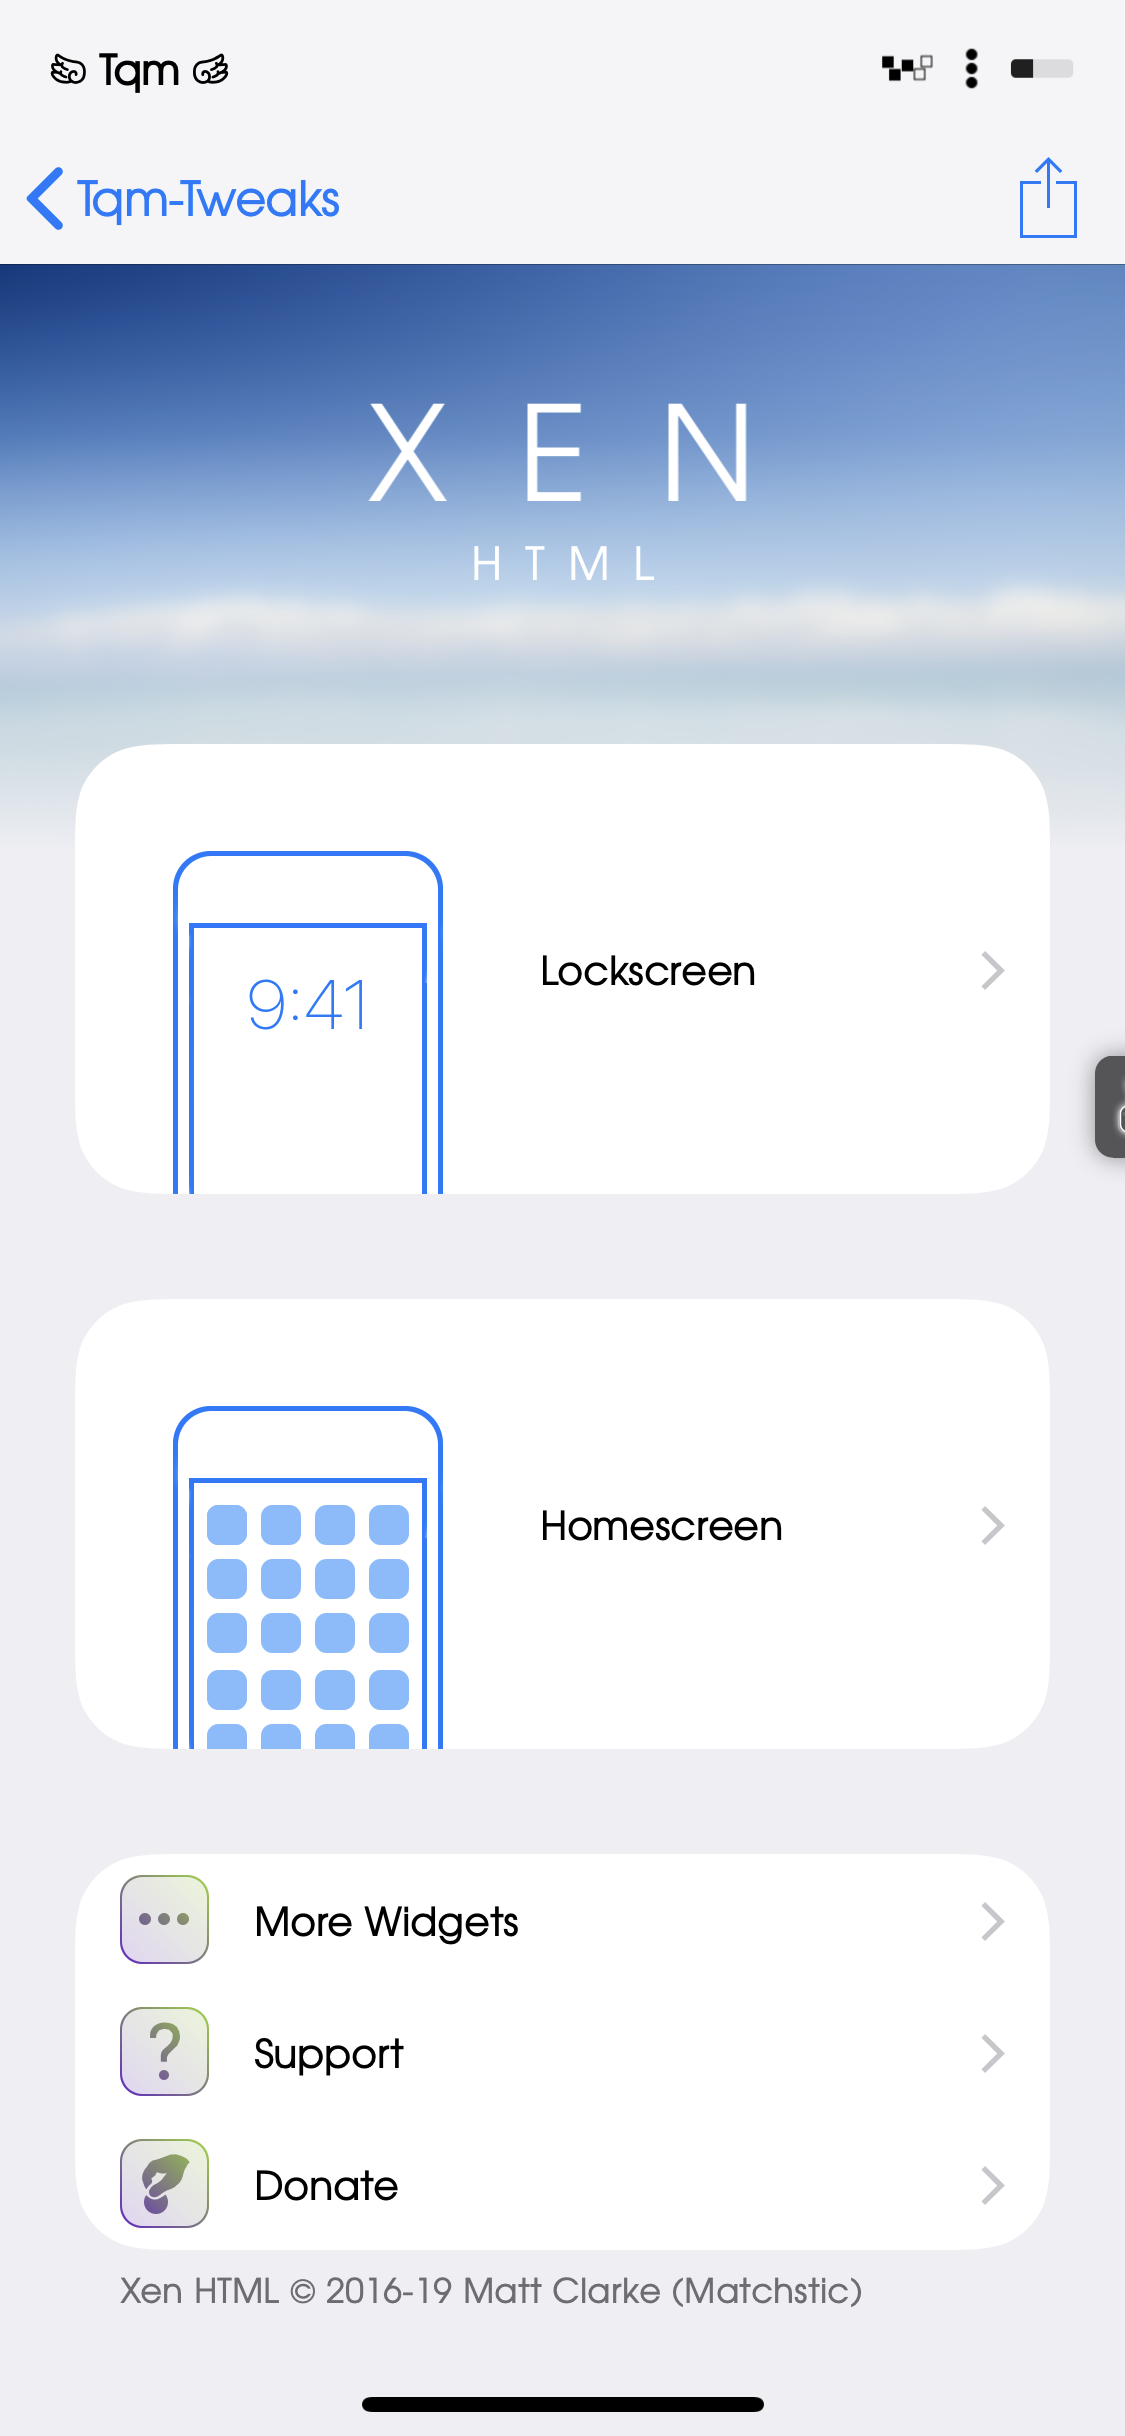 Tqm
Tqm-Tweaks
XEN
HTML
9:41
Lockscreen
Homescreen
More Widgets
Support
Donate
Xen HTML © 2016-19 Matt Clarke (Matchstic)